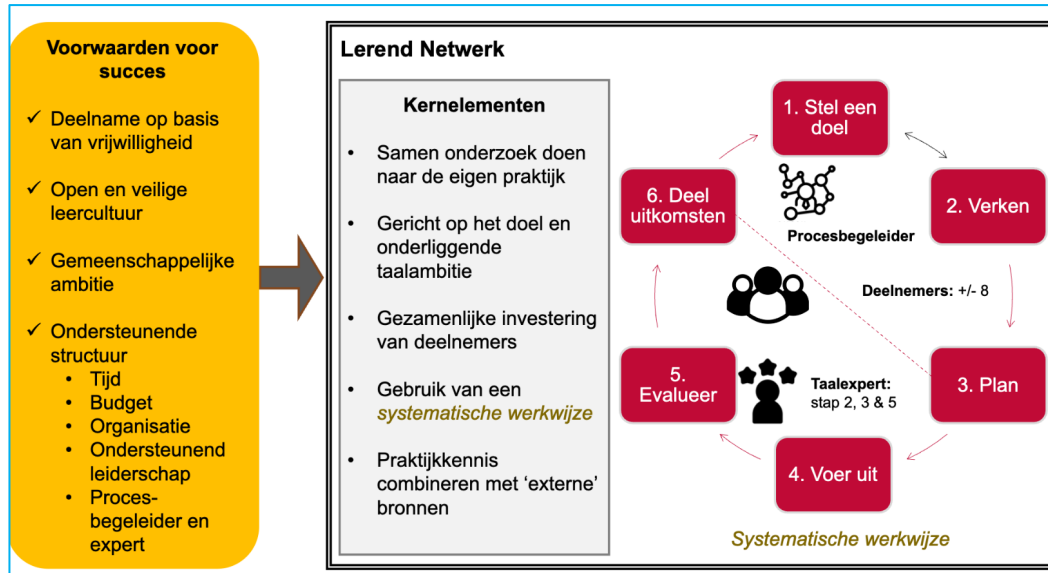 Voorwaarden voor
succes
✓ Deelname op basis
van vrijwilligheid
✓ Open en veilige
leercultuur
✓ Gemeenschappelijke
ambitie
✓ Ondersteunende
structuur
• Tijd
• Budget
• Organisatie
• Ondersteunend
leiderschap
• Proces-
begeleider en
expert
Lerend Netwerk
Kernelementen
• Samen onderzoek doen
naar de eigen praktijk
• Gericht op het doel en
onderliggende
taalambitie
• Gezamenlijke investering
van deelnemers
• Gebruik van een
systematische werkwijze
• Praktijkkennis
combineren met ‘externe’
bronnen
1. Stel een
doel
2. Verken
3. Plan
4. Voer uit
5.
Evalueer
6. Deel
uitkomsten
Procesbegeleider
Deelnemers: +/- 8
Taalexpert:
stap 2, 3 & 5
Systematische werkwijze